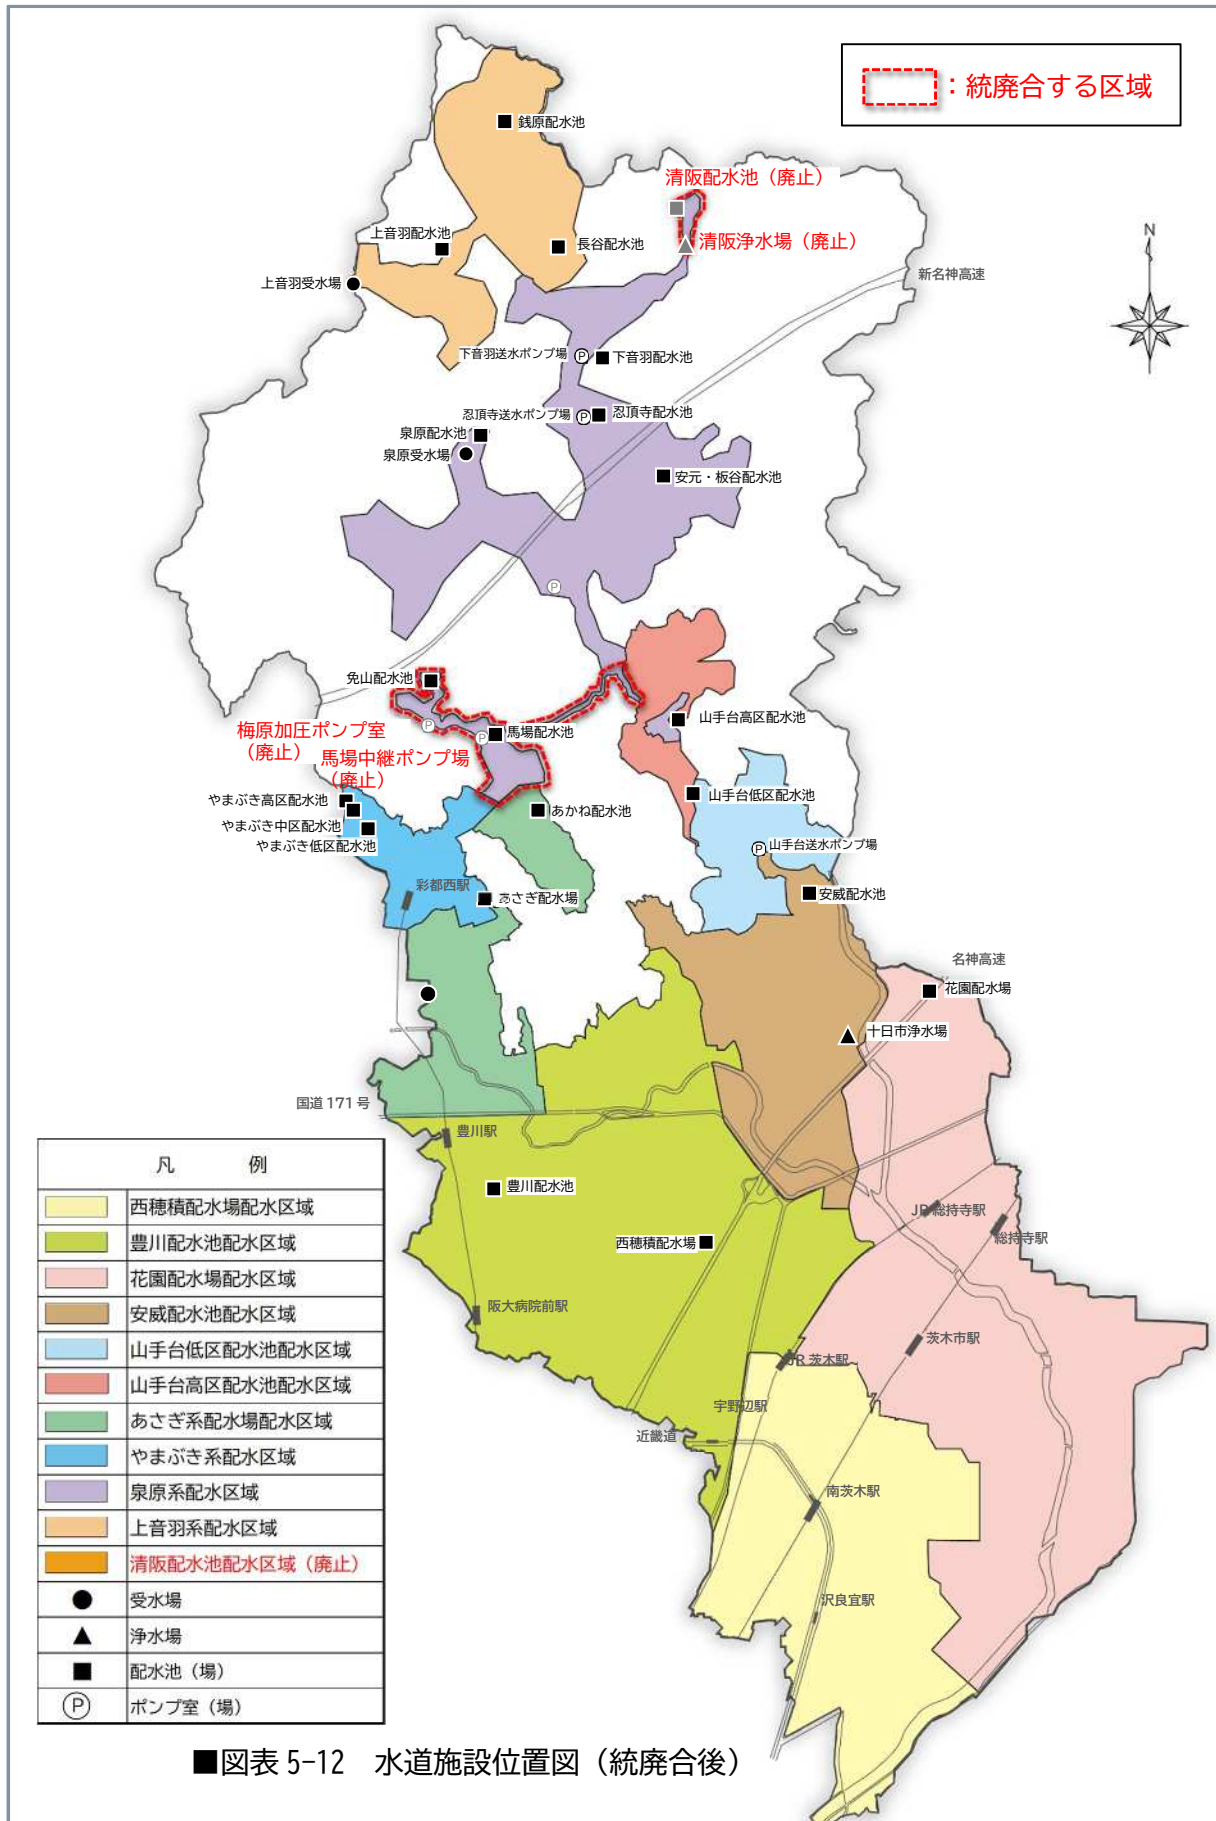 ：統廃合する区域
銭原配水池
清阪配水池（廃止）
上音羽配水池
長谷配水池
清阪浄水場（廃止）
上音羽受水場
新名神高速
N
下音羽送水ポンプ場
P
下音羽配水池
忍頂寺送水ポンプ場
P
忍頂寺配水池
泉原配水池
泉原受水場
安元・板谷配水池
P
免山配水池
山手台高区配水池
梅原加圧ポンプ室
（廃止）
P
P
馬場配水池
馬場中継ポンプ場
（廃止）
山手台低区配水池
やまぶき高区配水池
あかね配水池
やまぶき中区配水池
やまぶき低区配水池
P
山手台送水ポンプ場
彩都西駅
あさぎ配水場
安威配水池
名神高速
花園配水場
十日市浄水場
国道171号
豊川駅
豊川配水池
JR 総持寺駅
総持寺駅
西穂積配水場
阪大病院前駅
茨木市駅
JR 茨木駅
宇野辺駅
近畿道
南茨木駅
沢良宜駅
凡 例
西穂積配水場配水区域
豊川配水池配水区域
花園配水場配水区域
安威配水池配水区域
山手台低区配水池配水区域
山手台高区配水池配水区域
あさぎ系配水場配水区域
やまぶき系配水区域
泉原系配水区域
上音羽系配水区域
清阪配水池配水区域（廃止）
受水場
浄水場
配水池（場）
P ポンプ室（場）
■図表 5-12　水道施設位置図（統廃合後）